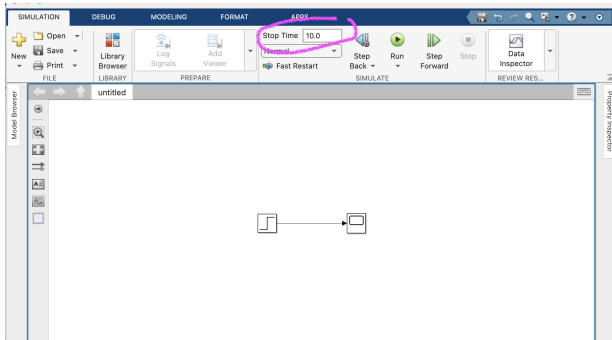 SIMULATION DEBUG MODELING FORMAT APPS
New
Open
Save
Print
FILE
Library
Browser
LIBRARY
Log
Signals
Add
Viewer
PREPARE
Stop Time 10.0
Normal
Fast Restart
Step
Back
Run
Step
Forward
Stop
SIMULATE
Data
Inspector
REVIEW RES...
Model Browser
untitled
Property Inspector